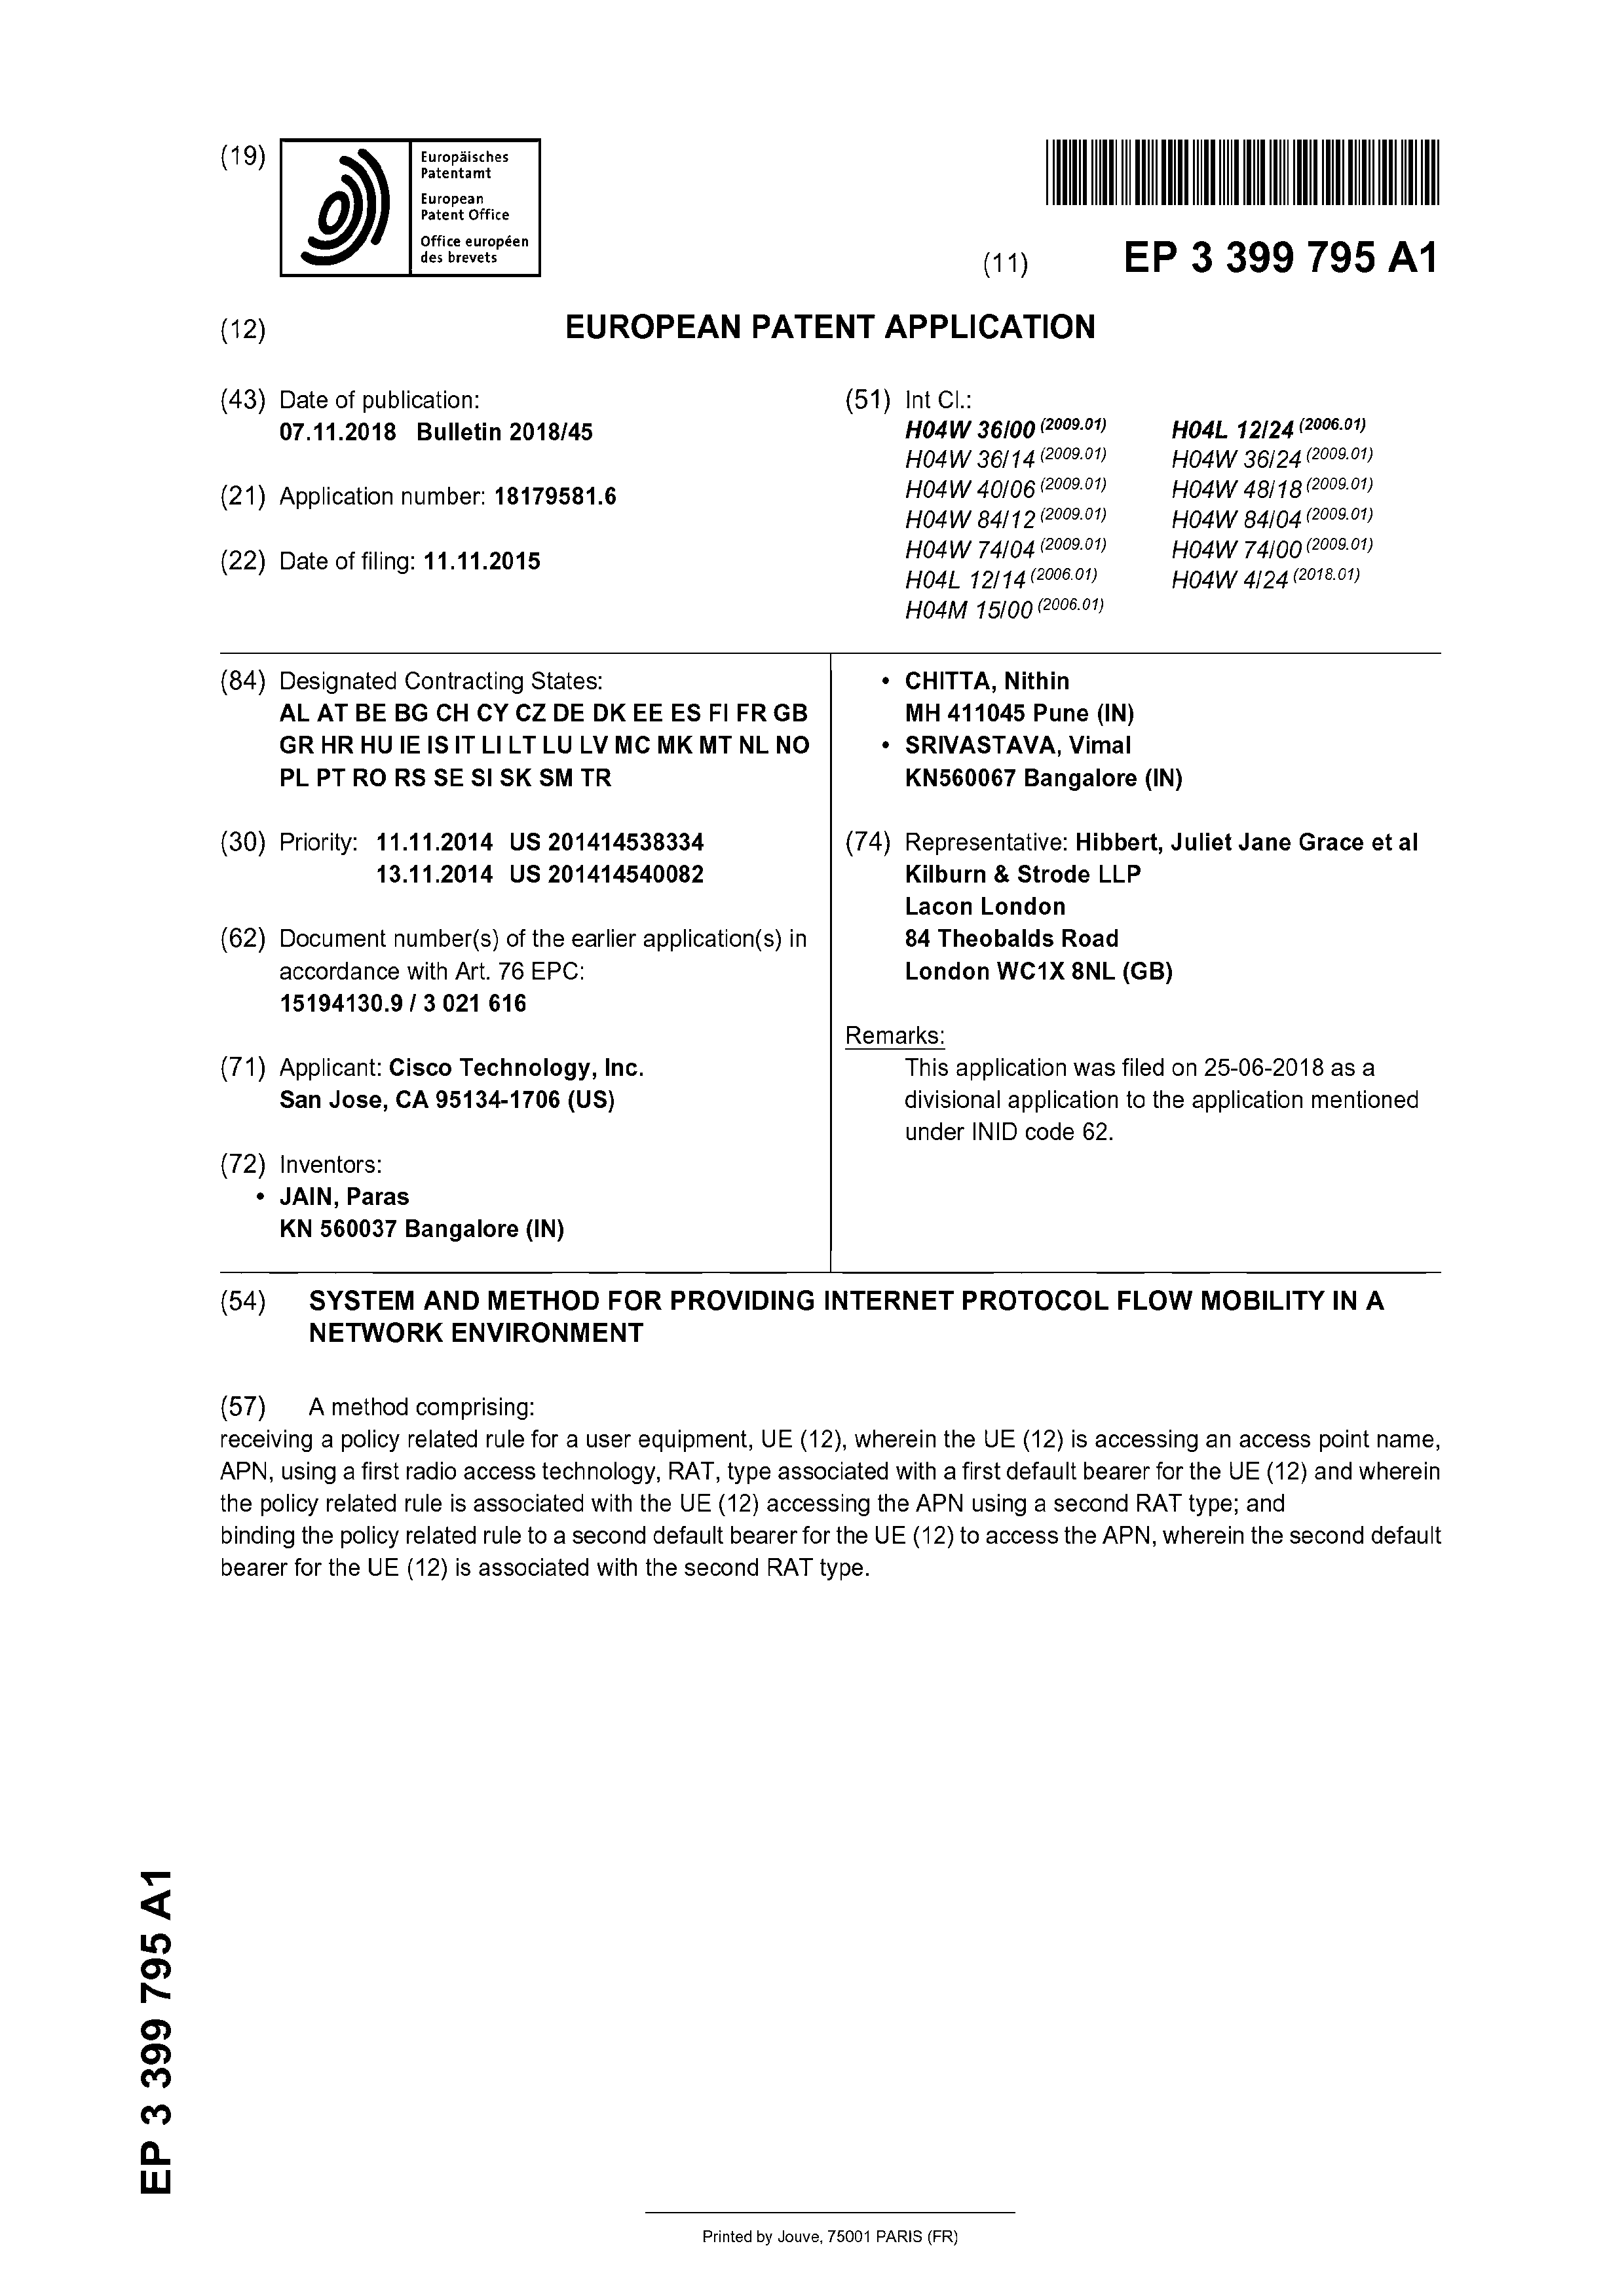 (19)
Europäisches
Patentamt
European
Patent Office
Office européen
des brevets
(11) EP 3 399 795 A1
(12) EUROPEAN PATENT APPLICATION
(43) Date of publication:
07.11.2018 Bulletin 2018/45
(21) Application number: 18179581.6
(22) Date of filing: 11.11.2015
(51) Int Cl.:
H04W 36/00 (2009.01) H04L 12/24 (2006.01)
H04W 36/14 (2009.01) H04W 36/24 (2009.01)
H04W 40/06 (2009.01) H04W 48/18 (2009.01)
H04W 84/12 (2009.01) H04W 84/04 (2009.01)
H04W 74/04 (2009.01) H04W 74/00 (2009.01)
H04L 12/14 (2006.01) H04W 4/24 (2018.01)
H04M 15/00 (2006.01)
(84) Designated Contracting States:
AL AT BE BG CH CY CZ DE DK EE ES FI FR GB
GR HR HU IE IS IT LI LT LU LV MC MK MT NL NO
PL PT RO RS SE SI SK SM TR
(30) Priority: 11.11.2014 US 201414538334
13.11.2014 US 201414540082
(62) Document number(s) of the earlier application(s) in
accordance with Art. 76 EPC:
15194130.9 / 3 021 616
(71) Applicant: Cisco Technology, Inc.
San Jose, CA 95134-1706 (US)
(72) Inventors:
• JAIN, Paras
KN 560037 Bangalore (IN)
• CHITTA, Nithin
MH 411045 Pune (IN)
• SRIVASTAVA, Vimal
KN560067 Bangalore (IN)
(74) Representative: Hibbert, Juliet Jane Grace et al
Kilburn & Strode LLP
Lacon London
84 Theobalds Road
London WC1X 8NL (GB)
Remarks:
This application was filed on 25-06-2018 as a
divisional application to the application mentioned
under INID code 62.
(54) SYSTEM AND METHOD FOR PROVIDING INTERNET PROTOCOL FLOW MOBILITY IN A
NETWORK ENVIRONMENT
(57) A method comprising:
receiving a policy related rule for a user equipment, UE (12), wherein the UE (12) is accessing an access point name,
APN, using a first radio access technology, RAT, type associated with a first default bearer for the UE (12) and wherein
the policy related rule is associated with the UE (12) accessing the APN using a second RAT type; and
binding the policy related rule to a second default bearer for the UE (12) to access the APN, wherein the second default
bearer for the UE (12) is associated with the second RAT type.
EP 3 399 795 A1
Printed by Jouve, 75001 PARIS (FR)